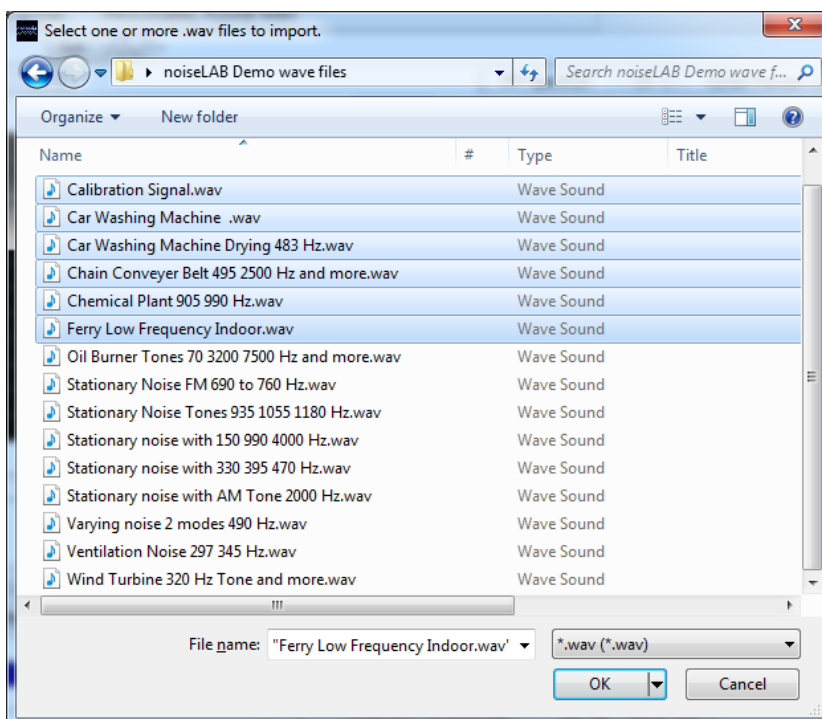 Select one or more .wav files to import.
noiseLAB Demo wave files
Search noiseLAB Demo wave f...
Organize New folder
Name # Type Title
Calibration Signal.wav Wave Sound
Car Washing Machine .wav Wave Sound
Car Washing Machine Drying 483 Hz.wav Wave Sound
Chain Conveyer Belt 495 2500 Hz and more.wav Wave Sound
Chemical Plant 905 990 Hz.wav Wave Sound
Ferry Low Frequency Indoor.wav Wave Sound
Oil Burner Tones 70 3200 7500 Hz and more.wav Wave Sound
Stationary Noise FM 690 to 760 Hz.wav Wave Sound
Stationary Noise Tones 935 1055 1180 Hz.wav Wave Sound
Stationary noise with 150 990 4000 Hz.wav Wave Sound
Stationary noise with 330 395 470 Hz.wav Wave Sound
Stationary noise with AM Tone 2000 Hz.wav Wave Sound
Varying noise 2 modes 490 Hz.wav Wave Sound
Ventilation Noise 297 345 Hz.wav Wave Sound
Wind Turbine 320 Hz Tone and more.wav Wave Sound
File name: "Ferry Low Frequency Indoor.wav" *.wav (*.wav)
OK Cancel